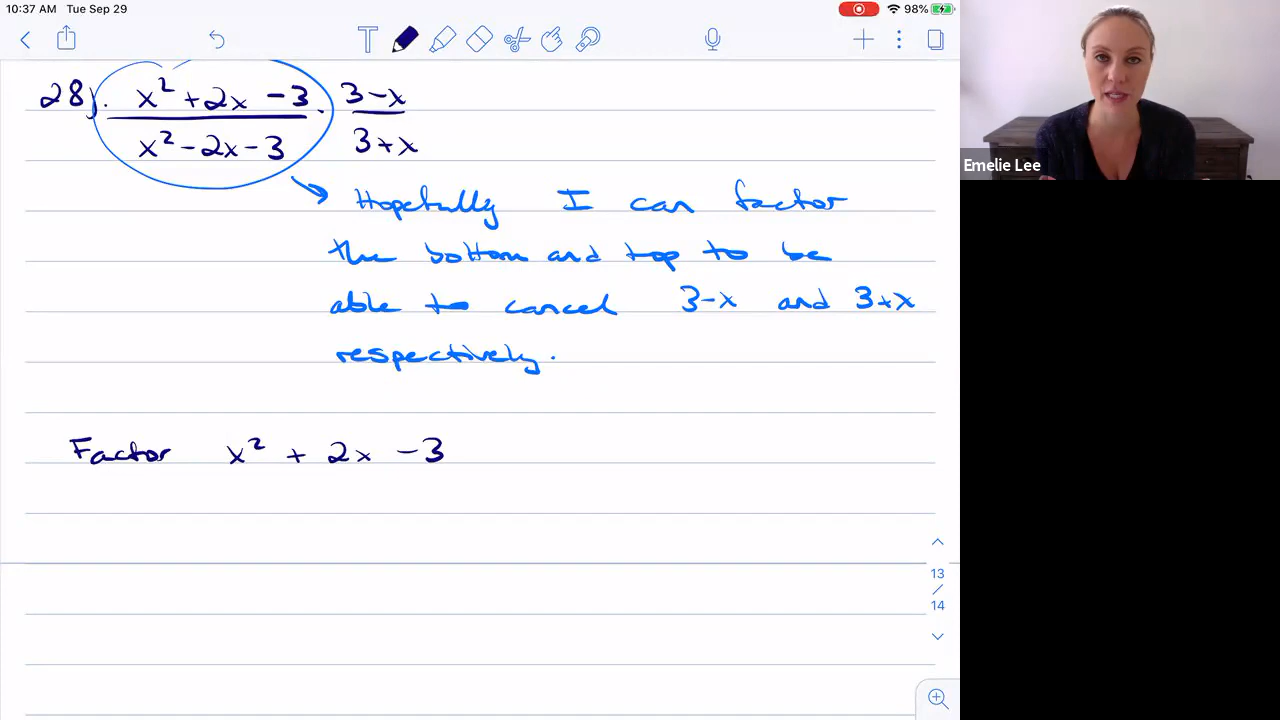 10:37 AM Tue Sep 29
98%
28). x² + 2x - 3 / x² - 2x - 3 · 3 - x / 3 + x
Hopefully I can factor
the bottom and top to be
able to cancel 3-x and 3+x
respectively.
Factor x² + 2x - 3
13
/
14
Emelie Lee